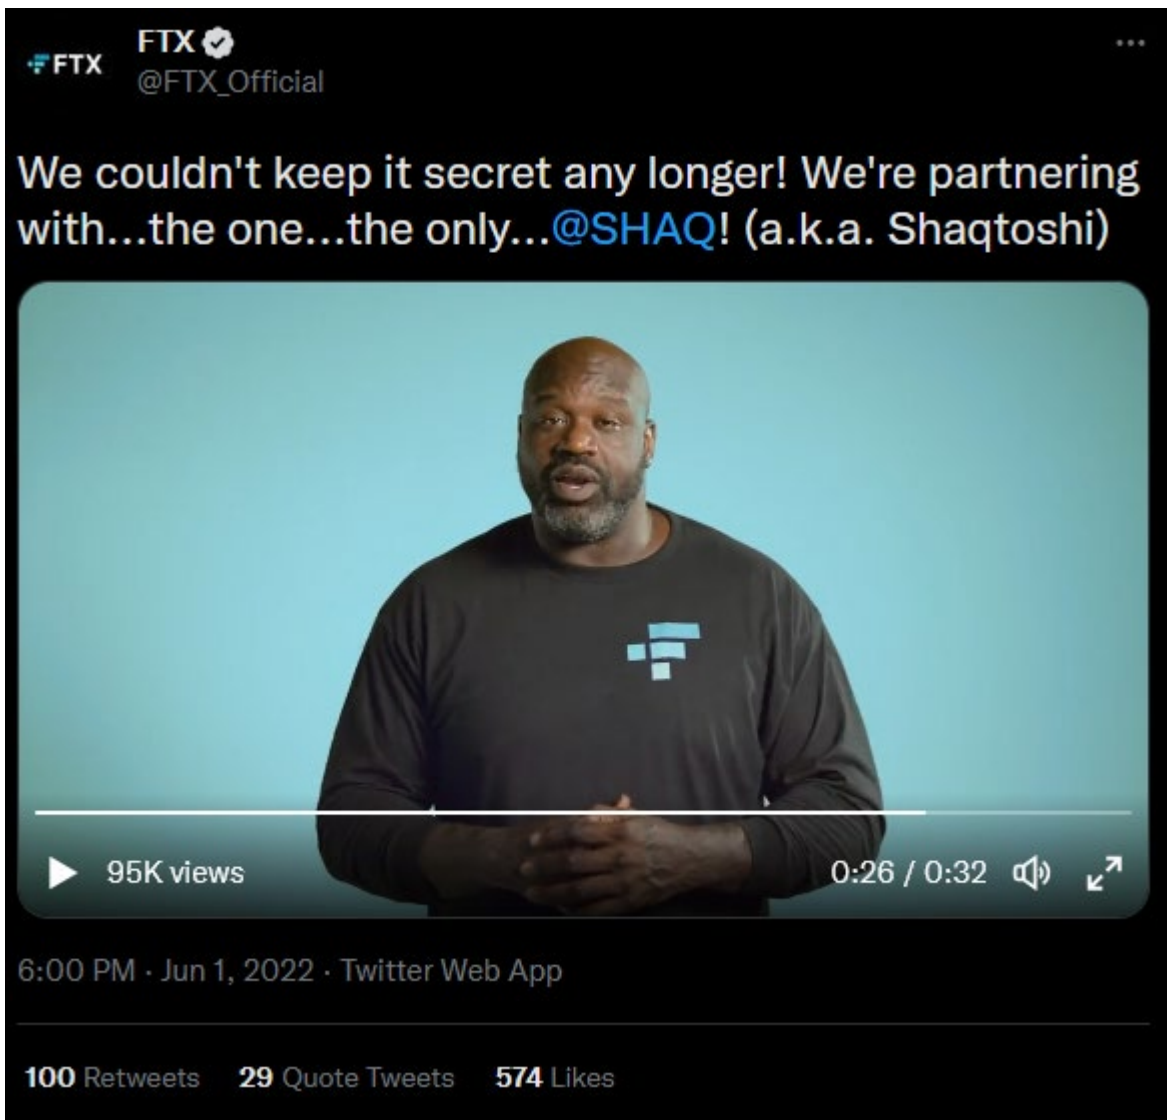 FTX
FTX
@FTX_Official
We couldn't keep it secret any longer! We're partnering
with...the one...the only...@SHAQ! (a.k.a. Shaqtoshi)
95K views
0:26 / 0:32
6:00 PM · Jun 1, 2022 · Twitter Web App
100 Retweets 29 Quote Tweets 574 Likes